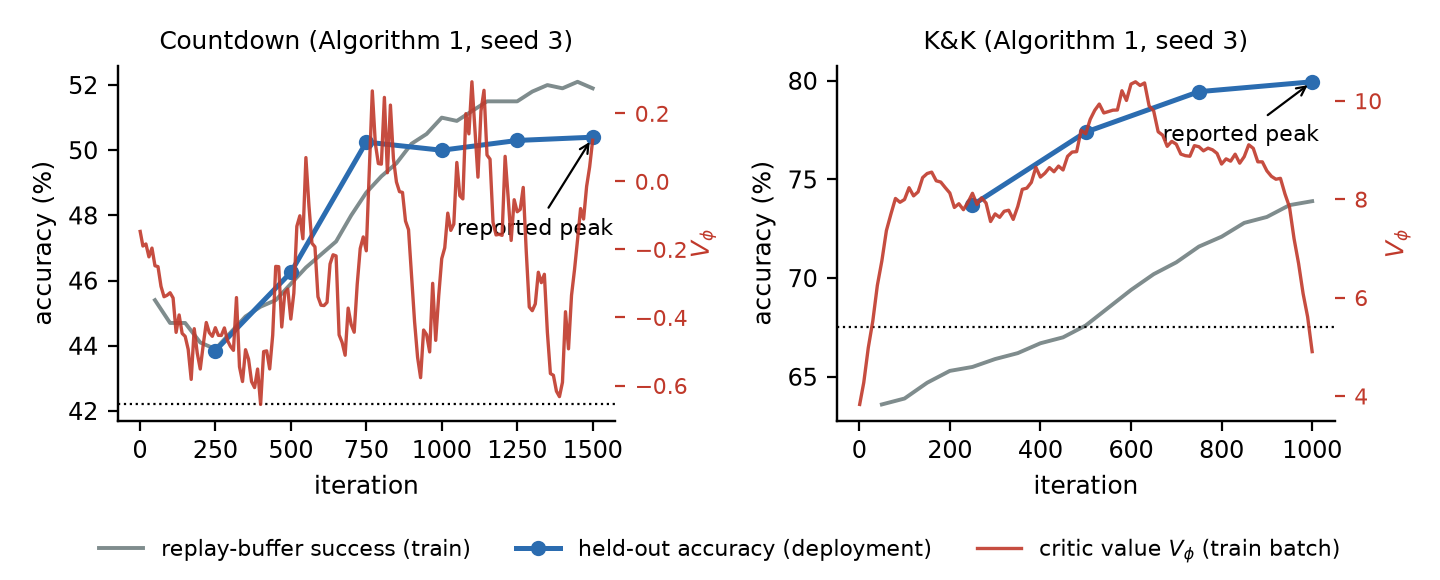 Countdown (Algorithm 1, seed 3)
52
50
48
46
44
42
accuracy (%)
0.2
0.0
−0.2
−0.4
−0.6
Vϕ
reported peak
0 250 500 750 1000 1250 1500
iteration
K&K (Algorithm 1, seed 3)
80
75
70
65
accuracy (%)
10
8
6
4
Vϕ
reported peak
0 200 400 600 800 1000
iteration
replay-buffer success (train) held-out accuracy (deployment) critic value Vϕ (train batch)